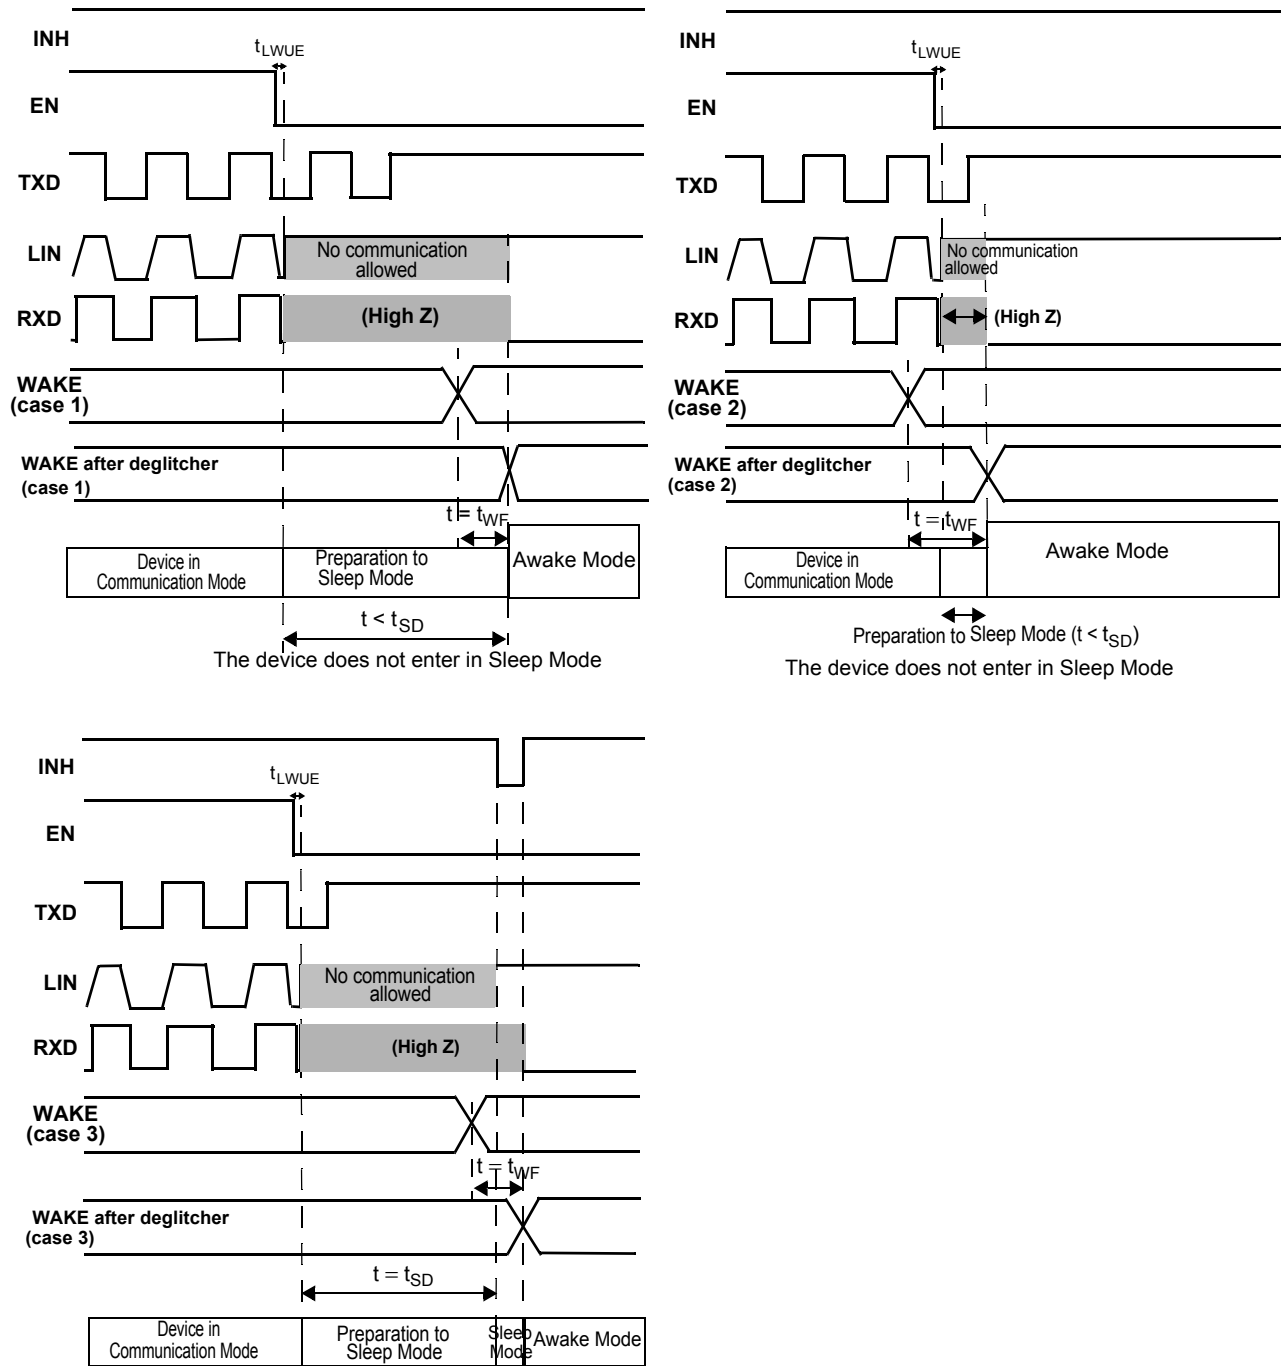 INH
tLWUE
EN
TXD
LIN
No communication
allowed
RXD
(High Z)
WAKE
(case 1)
WAKE after deglitcher
(case 1)
t = tWF
Device in
Communication Mode
Preparation to
Sleep Mode
Awake Mode
t < tSD
The device does not enter in Sleep Mode
INH
tLWUE
EN
TXD
LIN
No communication
allowed
RXD
(High Z)
WAKE
(case 2)
WAKE after deglitcher
(case 2)
t = tWF
Device in
Communication Mode
Awake Mode
Preparation to Sleep Mode (t < tSD)
The device does not enter in Sleep Mode
INH
tLWUE
EN
TXD
LIN
No communication
allowed
RXD
(High Z)
WAKE
(case 3)
t = tWF
WAKE after deglitcher
(case 3)
t = tSD
Device in
Communication Mode
Preparation to
Sleep Mode
Sleep
Mode
Awake Mode